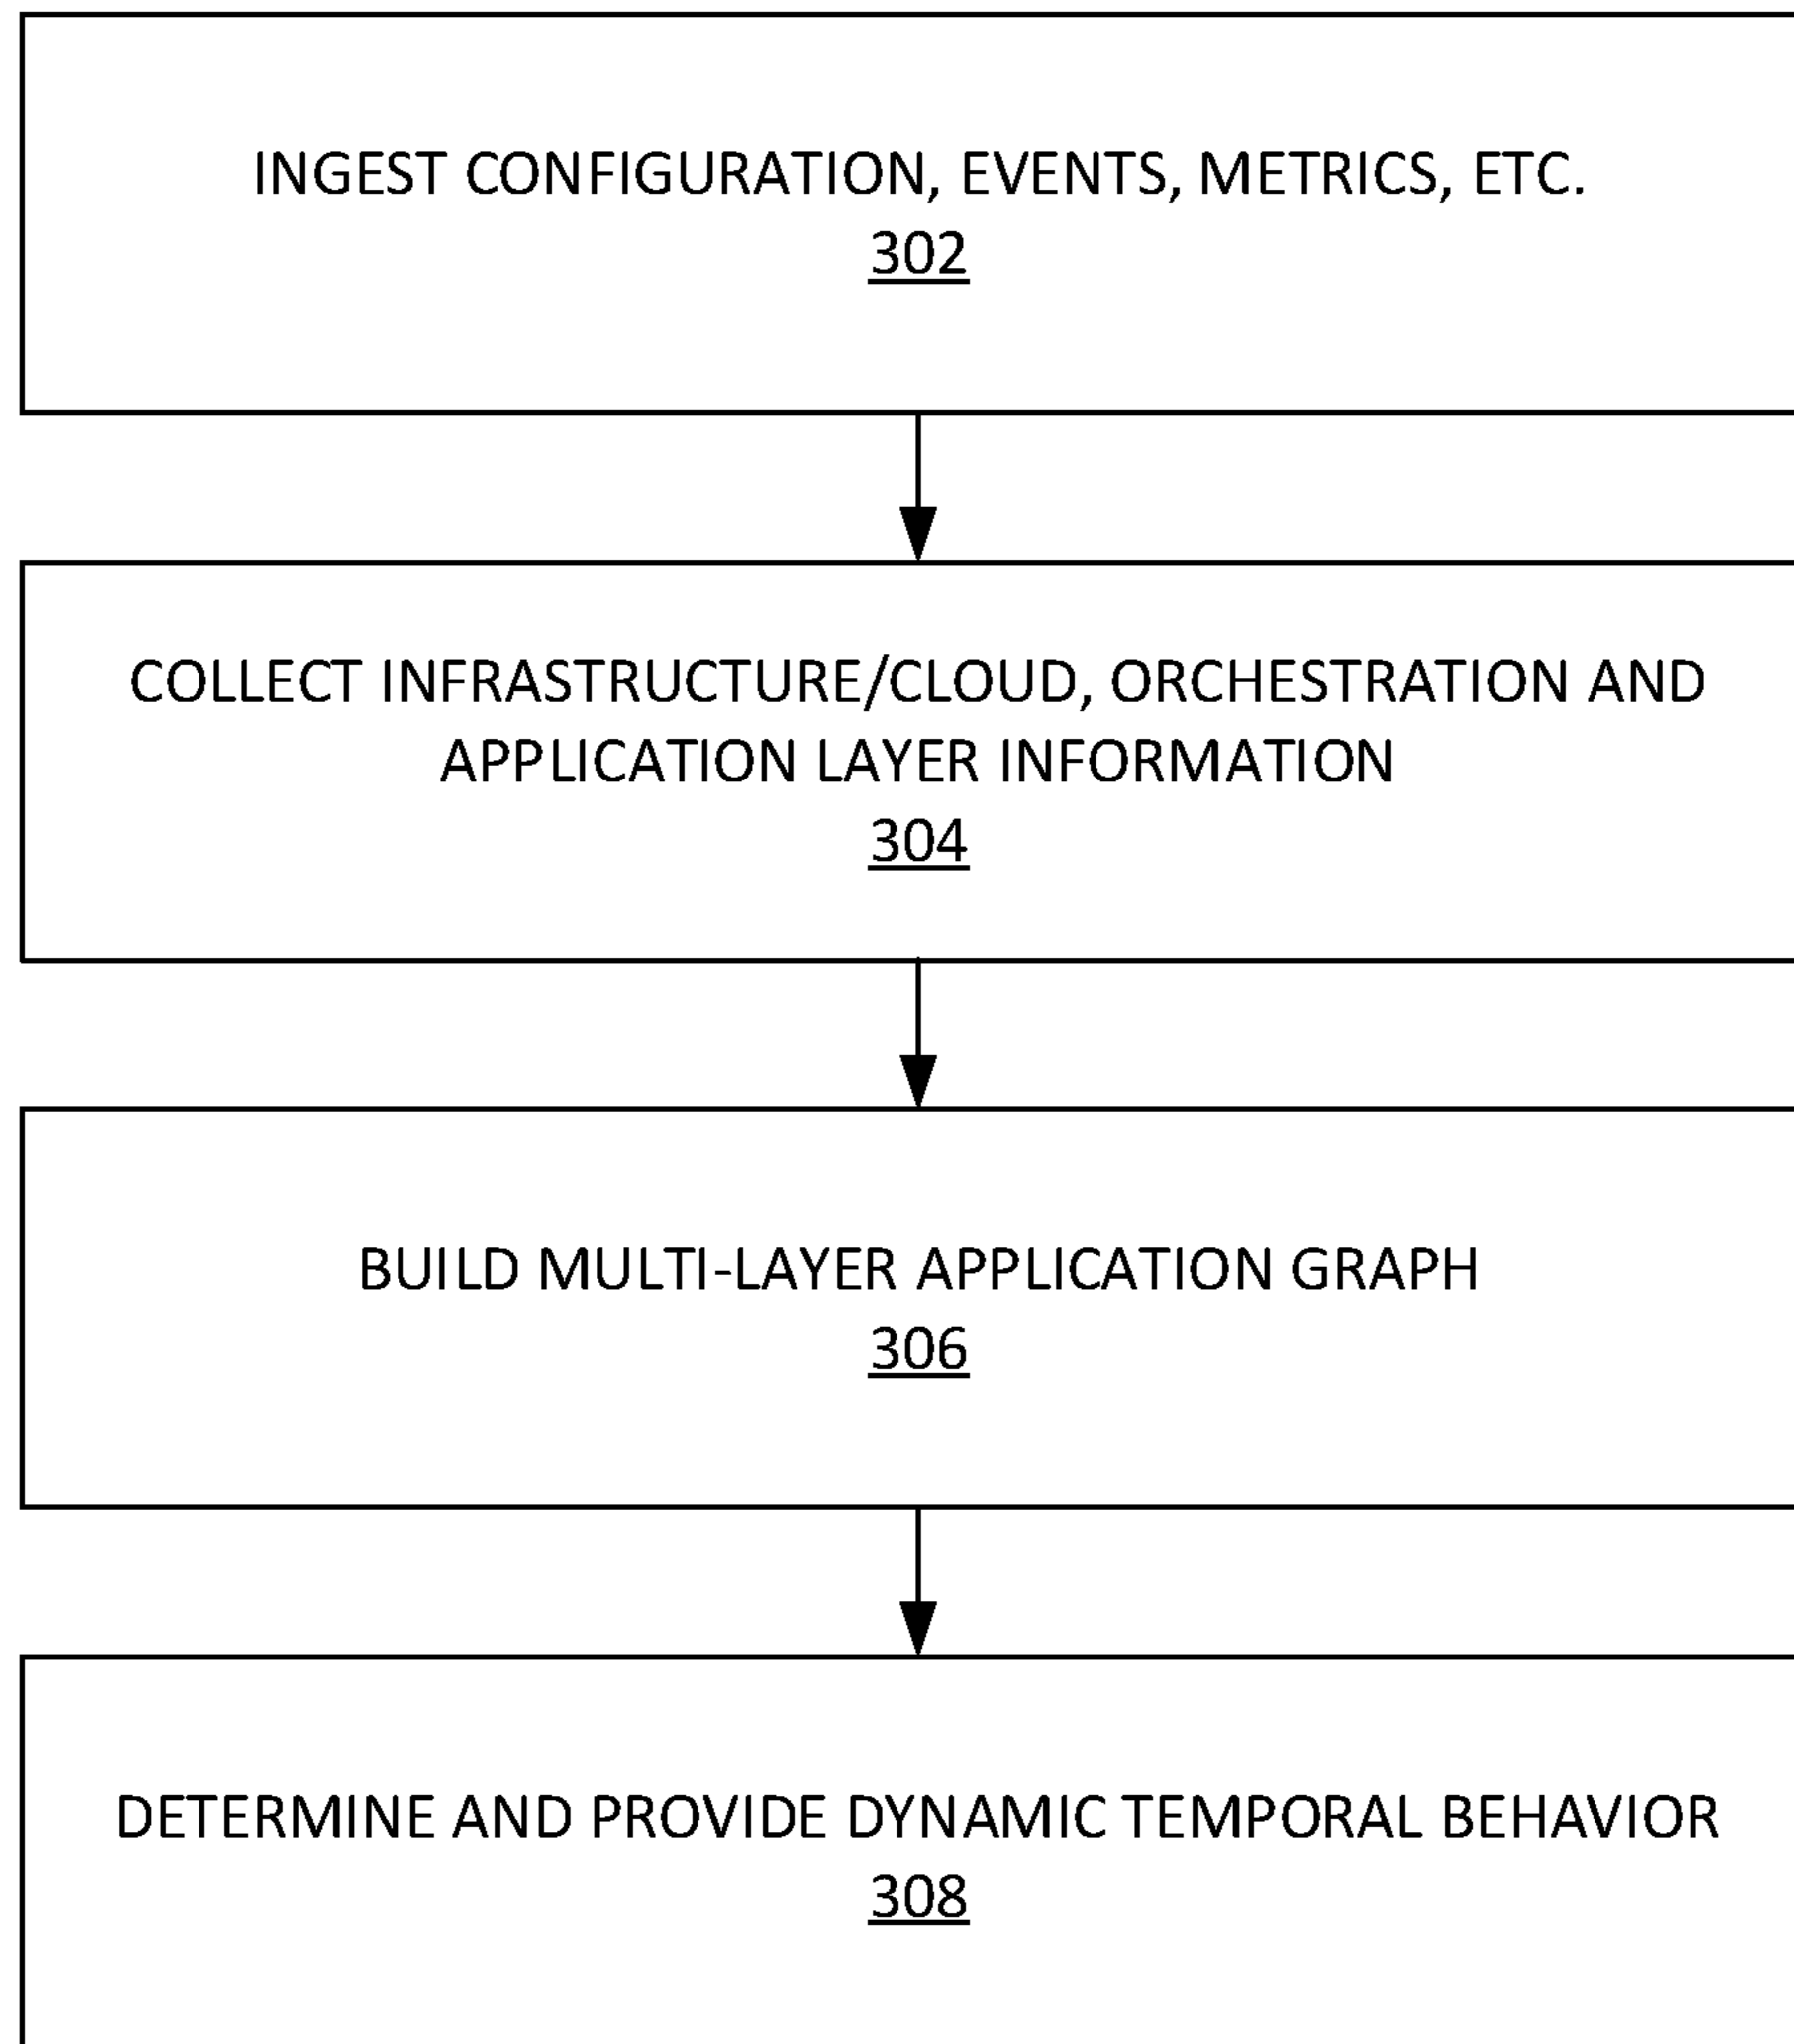 INGEST CONFIGURATION, EVENTS, METRICS, ETC.
302
COLLECT INFRASTRUCTURE/CLOUD, ORCHESTRATION AND
APPLICATION LAYER INFORMATION
304
BUILD MULTI-LAYER APPLICATION GRAPH
306
DETERMINE AND PROVIDE DYNAMIC TEMPORAL BEHAVIOR
308